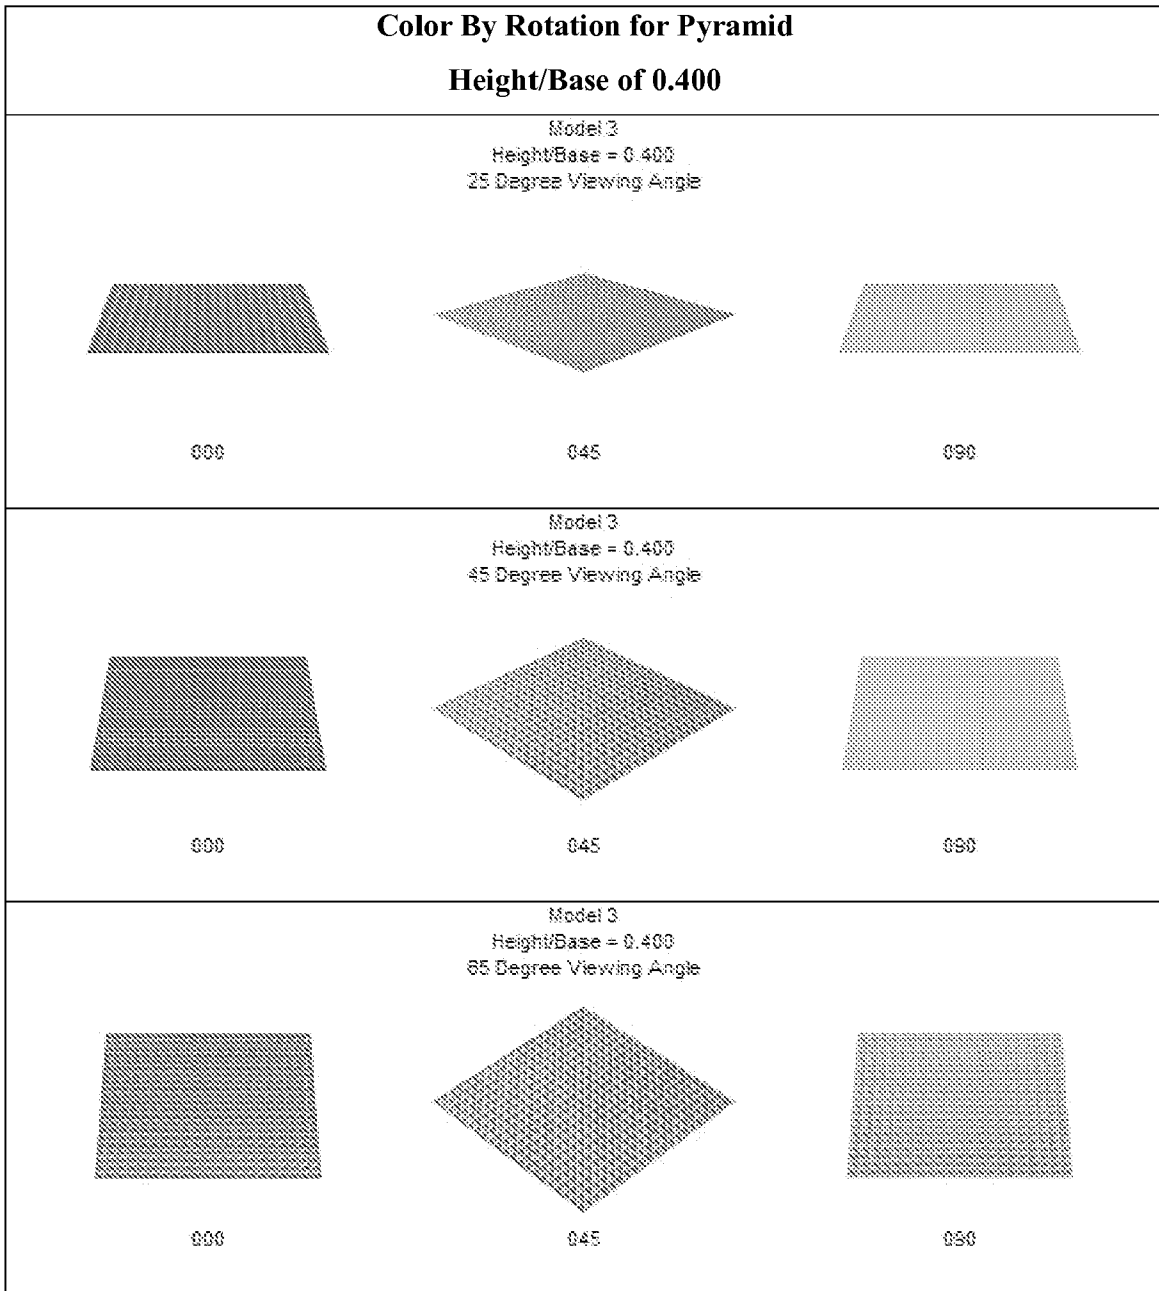 Color By Rotation for Pyramid
Height/Base of 0.400
Model 3
Height/Base = 0.400
25 Degree Viewing Angle
000
045
090
Model 3
Height/Base = 0.400
45 Degree Viewing Angle
000
045
090
Model 3
Height/Base = 0.400
65 Degree Viewing Angle
000
045
090